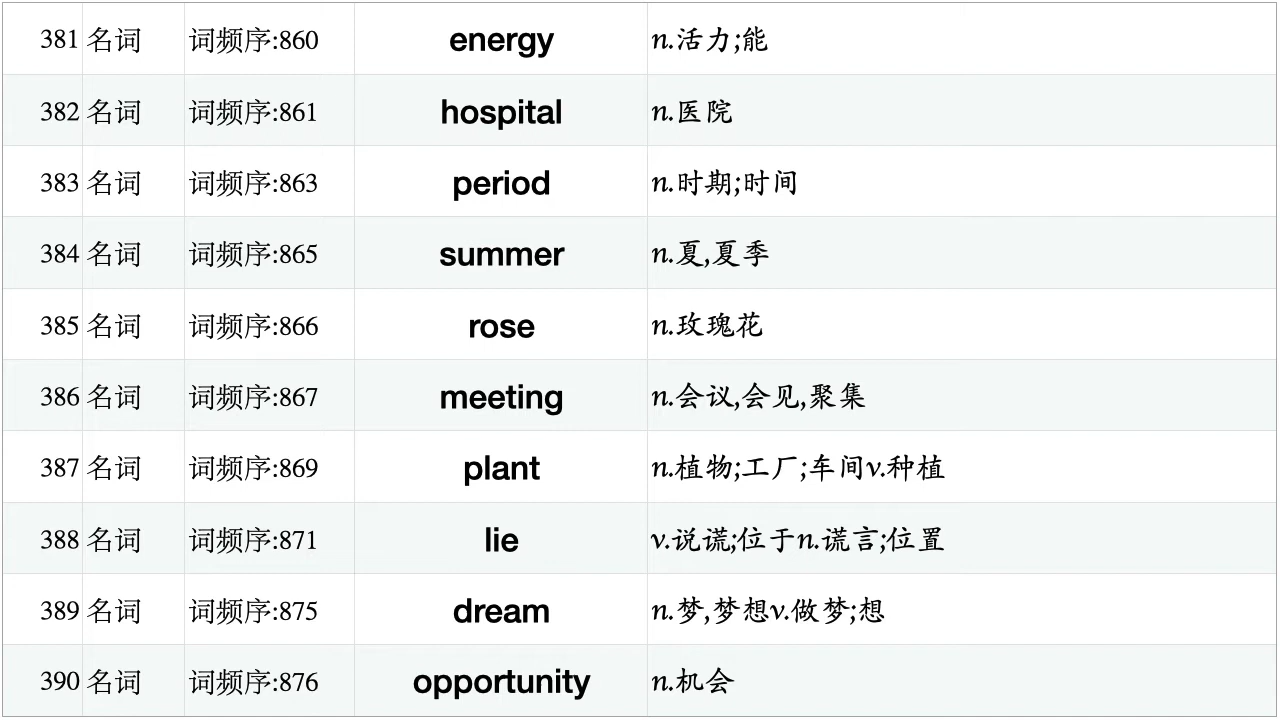 381 名词 词频序:860 energy n.活力;能
382 名词 词频序:861 hospital n.医院
383 名词 词频序:863 period n.时期;时间
384 名词 词频序:865 summer n.夏,夏季
385 名词 词频序:866 rose n.玫瑰花
386 名词 词频序:867 meeting n.会议,会见,聚集
387 名词 词频序:869 plant n.植物;工厂;车间v.种植
388 名词 词频序:871 lie v.说谎;位于n.谎言;位置
389 名词 词频序:875 dream n.梦,梦想v.做梦;想
390 名词 词频序:876 opportunity n.机会